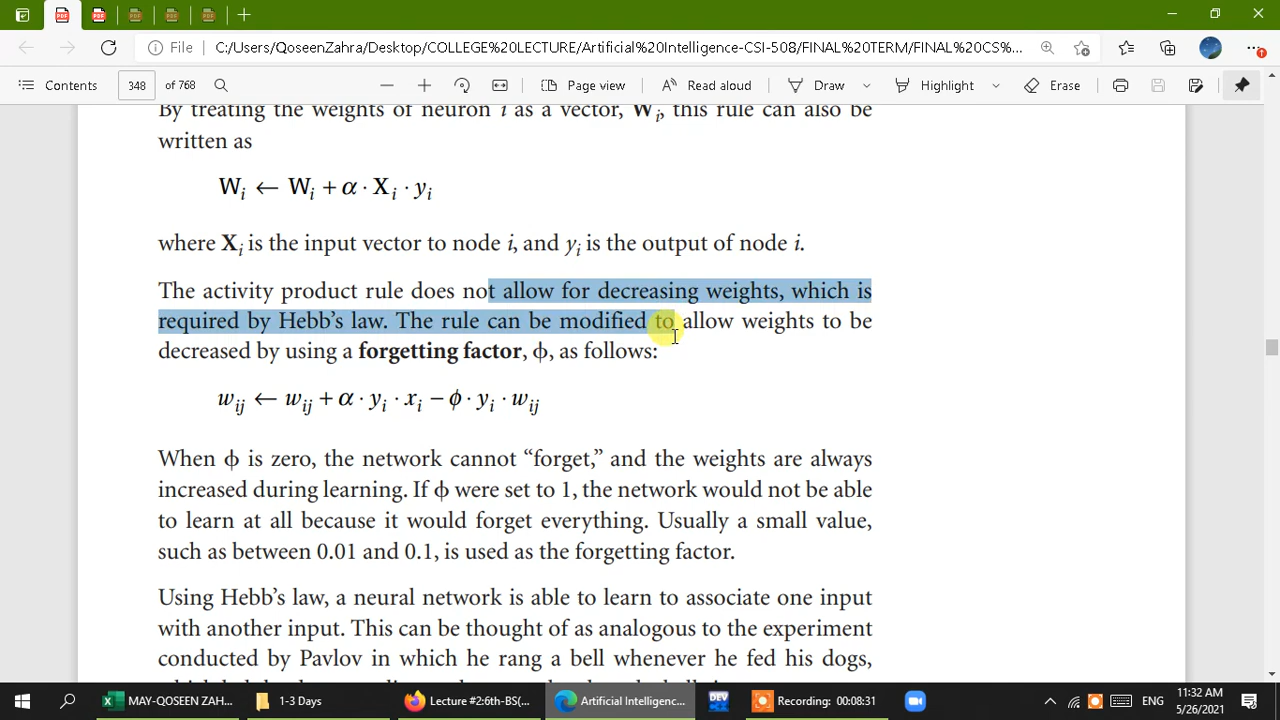 File
C:/Users/QoseenZahra/Desktop/COLLEGE%20LECTURE/Artificial%20Intelligence-CSI-508/FINAL%20TERM/FINAL%20CS%...
Contents
348
of 768
Page view
Read aloud
Draw
Highlight
Erase
By treating the weights of neuron i as a vector, Wi, this rule can also be
written as
Wi ← Wi + α · Xi · yi
where Xi is the input vector to node i, and yi is the output of node i.
The activity product rule does not allow for decreasing weights, which is
required by Hebb's law. The rule can be modified to allow weights to be
decreased by using a forgetting factor, ϕ, as follows:
wij ← wij + α · yi · xi − ϕ · yi · wij
When ϕ is zero, the network cannot “forget,” and the weights are always
increased during learning. If ϕ were set to 1, the network would not be able
to learn at all because it would forget everything. Usually a small value,
such as between 0.01 and 0.1, is used as the forgetting factor.
Using Hebb's law, a neural network is able to learn to associate one input
with another input. This can be thought of as analogous to the experiment
conducted by Pavlov in which he rang a bell whenever he fed his dogs,
MAY-QOSEEN ZAH...
1-3 Days
Lecture #2:6th-BS(...
Artificial Intelligenc...
DEV
Recording: 00:08:31
ENG
11:32 AM
5/26/2021